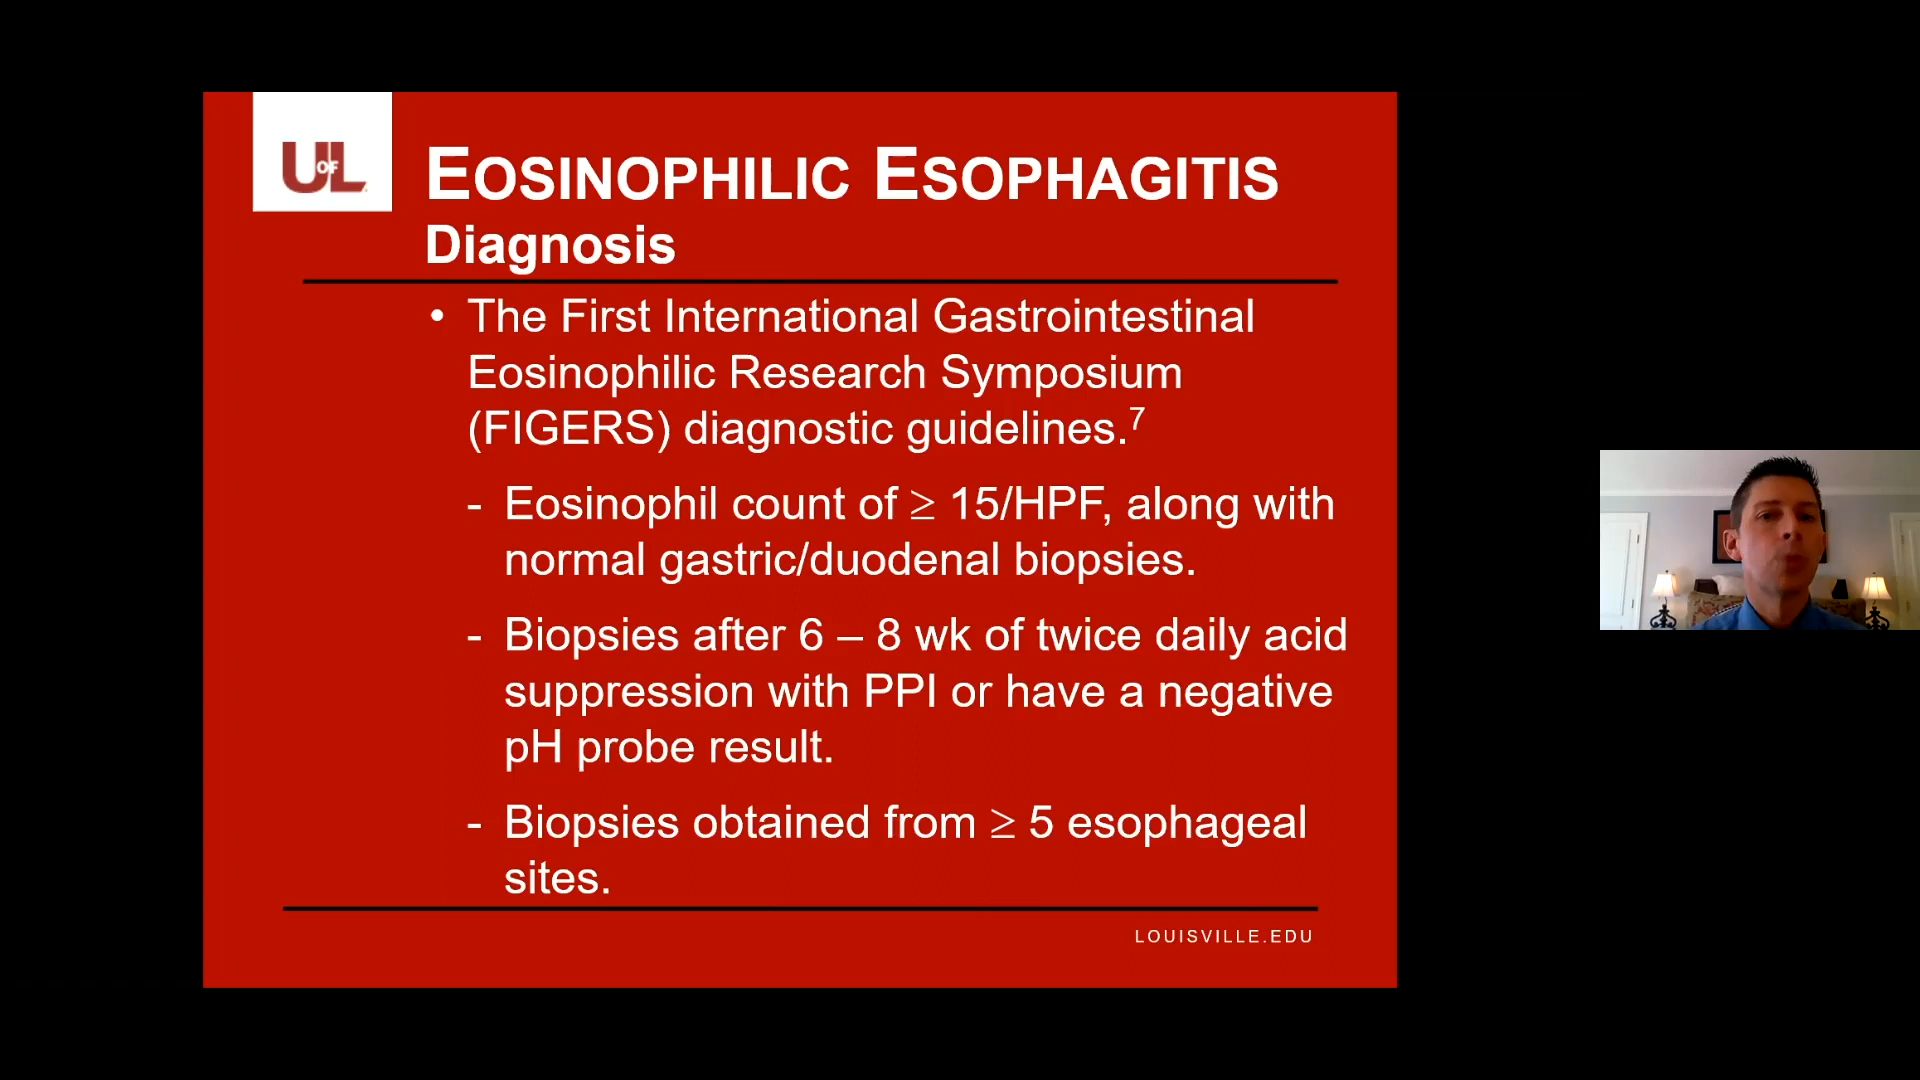 UofL
EOSINOPHILIC ESOPHAGITIS
Diagnosis
• The First International Gastrointestinal
Eosinophilic Research Symposium
(FIGERS) diagnostic guidelines.⁷
- Eosinophil count of ≥ 15/HPF, along with
normal gastric/duodenal biopsies.
- Biopsies after 6 – 8 wk of twice daily acid
suppression with PPI or have a negative
pH probe result.
- Biopsies obtained from ≥ 5 esophageal
sites.
LOUISVILLE.EDU